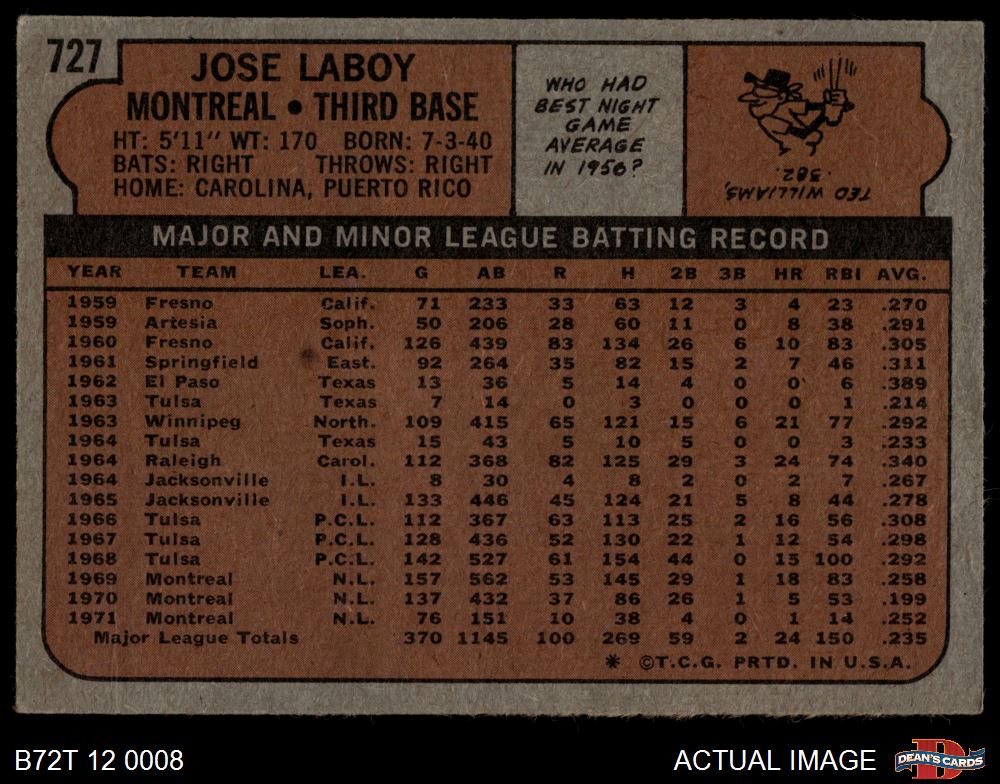 727
JOSE LABOY
MONTREAL • THIRD BASE
HT: 5'11" WT: 170 BORN: 7-3-40
BATS: RIGHT THROWS: RIGHT
HOME: CAROLINA, PUERTO RICO
WHO HAD
BEST NIGHT
GAME
AVERAGE
IN 1956?
TED WILLIAMS,
.382.
MAJOR AND MINOR LEAGUE BATTING RECORD
YEAR TEAM LEA. G AB R H 2B 3B HR RBI AVG.
1959 Fresno Calif. 71 233 33 63 12 3 4 23 .270
1959 Artesia Soph. 50 206 28 60 11 0 8 38 .291
1960 Fresno Calif. 126 439 83 134 26 6 10 83 .305
1961 Springfield East. 92 264 35 82 15 2 7 46 .311
1962 El Paso Texas 13 36 5 14 4 0 0 6 .389
1963 Tulsa Texas 7 14 0 3 0 0 0 1 .214
1963 Winnipeg North. 109 415 65 121 15 6 21 77 .292
1964 Tulsa Texas 15 43 5 10 5 0 0 3 .233
1964 Raleigh Carol. 112 368 82 125 29 3 24 74 .340
1964 Jacksonville I.L. 8 30 4 8 2 0 2 7 .267
1965 Jacksonville I.L. 133 446 45 124 21 5 8 44 .278
1966 Tulsa P.C.L. 112 367 63 113 25 2 16 56 .308
1967 Tulsa P.C.L. 128 436 52 130 22 1 12 54 .298
1968 Tulsa P.C.L. 142 527 61 154 44 0 15 100 .292
1969 Montreal N.L. 157 562 53 145 29 1 18 83 .258
1970 Montreal N.L. 137 432 37 86 26 1 5 53 .199
1971 Montreal N.L. 76 151 10 38 4 0 1 14 .252
Major League Totals 370 1145 100 269 59 2 24 150 .235
* ©T.C.G. PRTD. IN U.S.A.
B72T 12 0008
ACTUAL IMAGE
D
DEAN'S CARDS